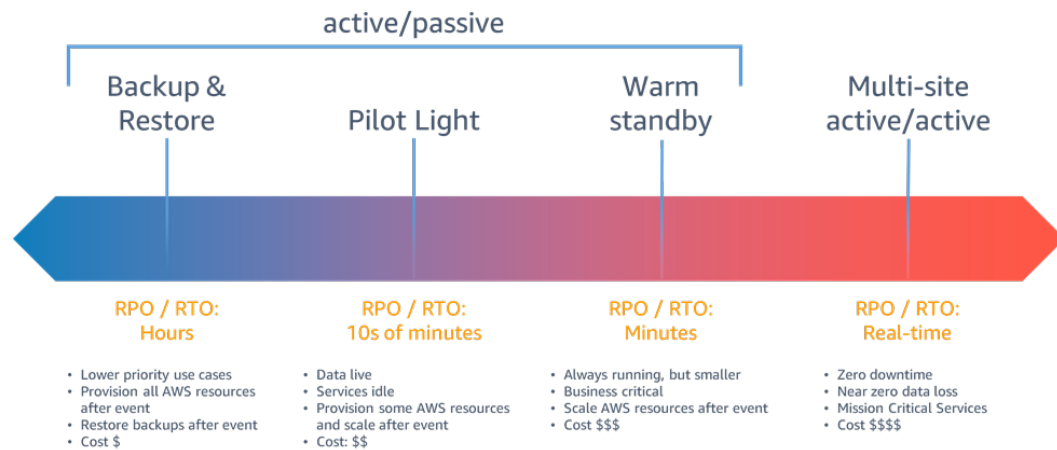 active/passive
Backup &
Restore
Pilot Light
Warm
standby
Multi-site
active/active
RPO / RTO:
Hours
RPO / RTO:
10s of minutes
RPO / RTO:
Minutes
RPO / RTO:
Real-time
• Lower priority use cases
• Provision all AWS resources
after event
• Restore backups after event
• Cost $
• Data live
• Services idle
• Provision some AWS resources
and scale after event
• Cost: $$
• Always running, but smaller
• Business critical
• Scale AWS resources after event
• Cost $$$
• Zero downtime
• Near zero data loss
• Mission Critical Services
• Cost $$$$